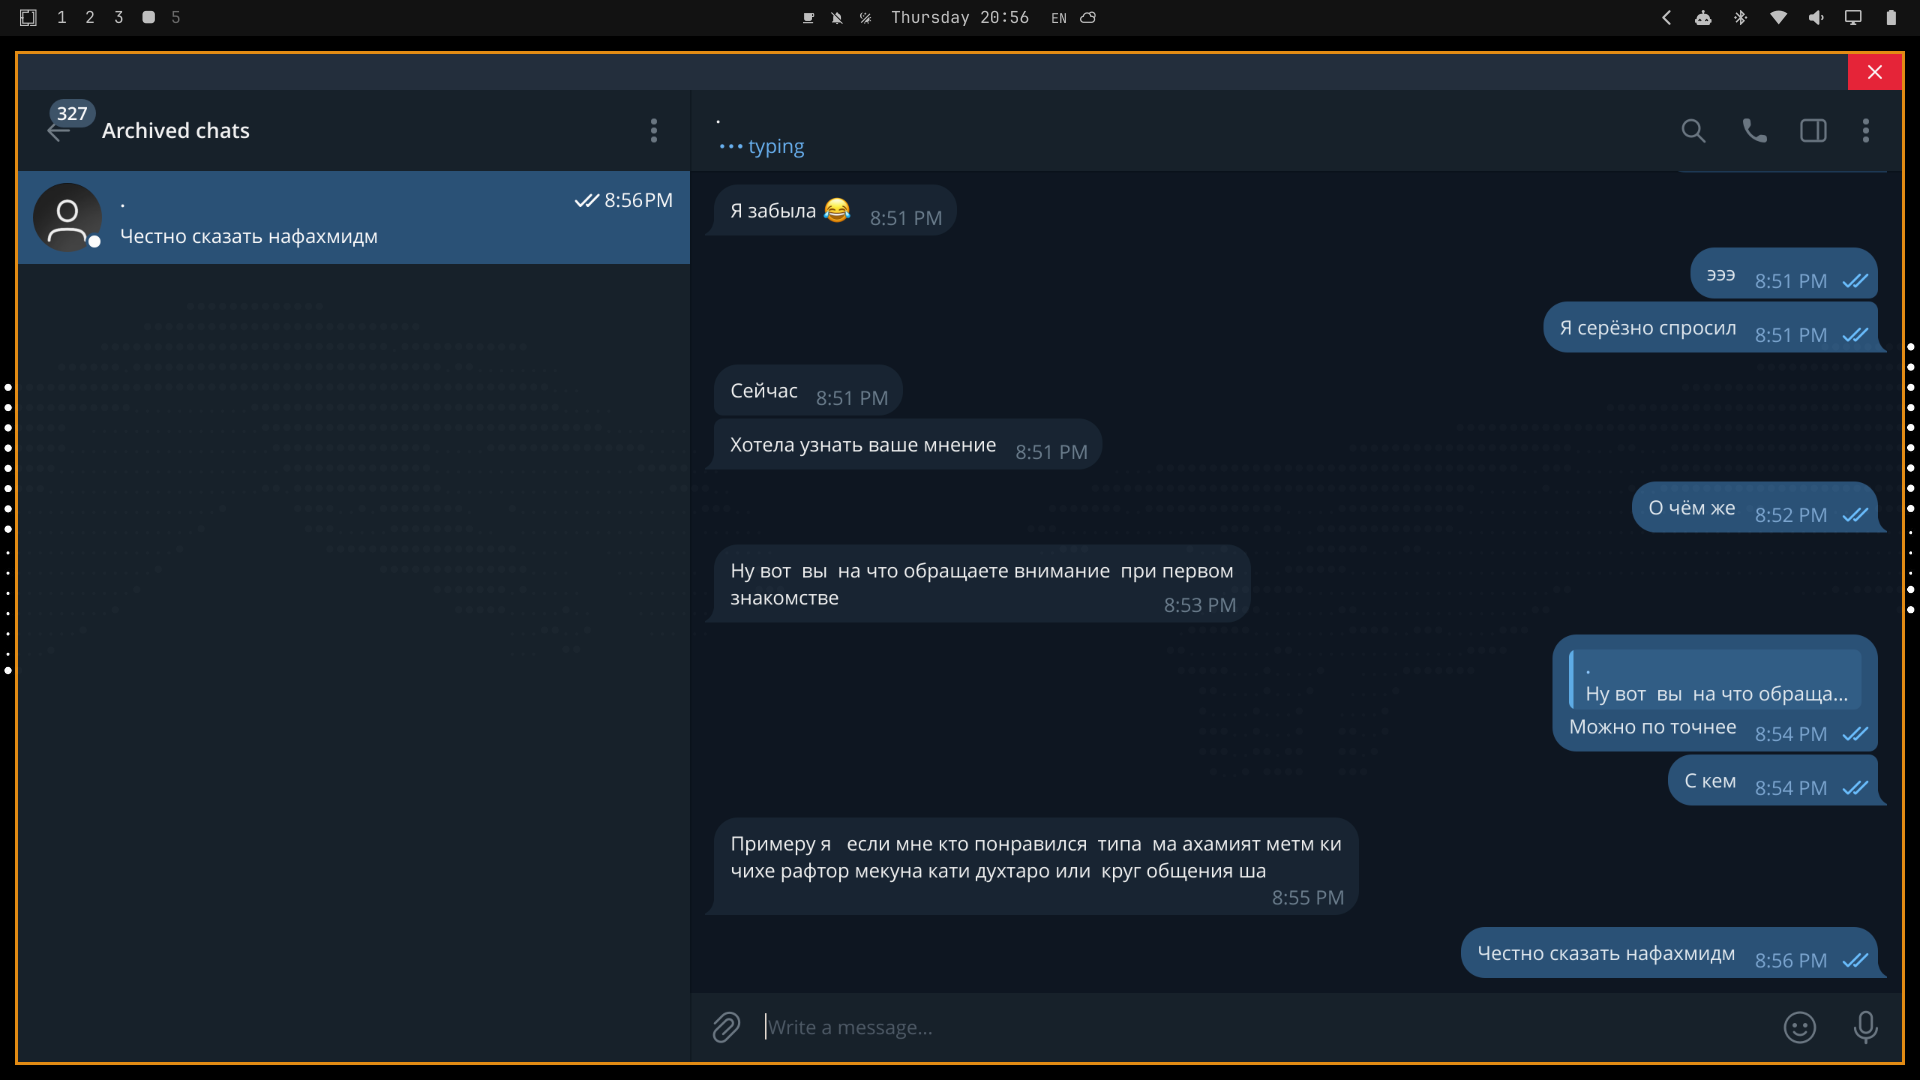 1 2 3 5
Thursday 20:56 EN
327
Archived chats
.
8:56 PM
Честно сказать нафахмидм
.
typing
Я забыла 😂 8:51 PM
эээ 8:51 PM
Я серёзно спросил 8:51 PM
Сейчас 8:51 PM
Хотела узнать ваше мнение 8:51 PM
О чём же 8:52 PM
Ну вот вы на что обращаете внимание при первом
знакомстве 8:53 PM
.
Ну вот вы на что обраща...
Можно по точнее 8:54 PM
С кем 8:54 PM
Примеру я если мне кто понравился типа ма ахамият метм ки
чихе рафтор мекуна кати духтаро или круг общения ша
8:55 PM
Честно сказать нафахмидм 8:56 PM
Write a message...